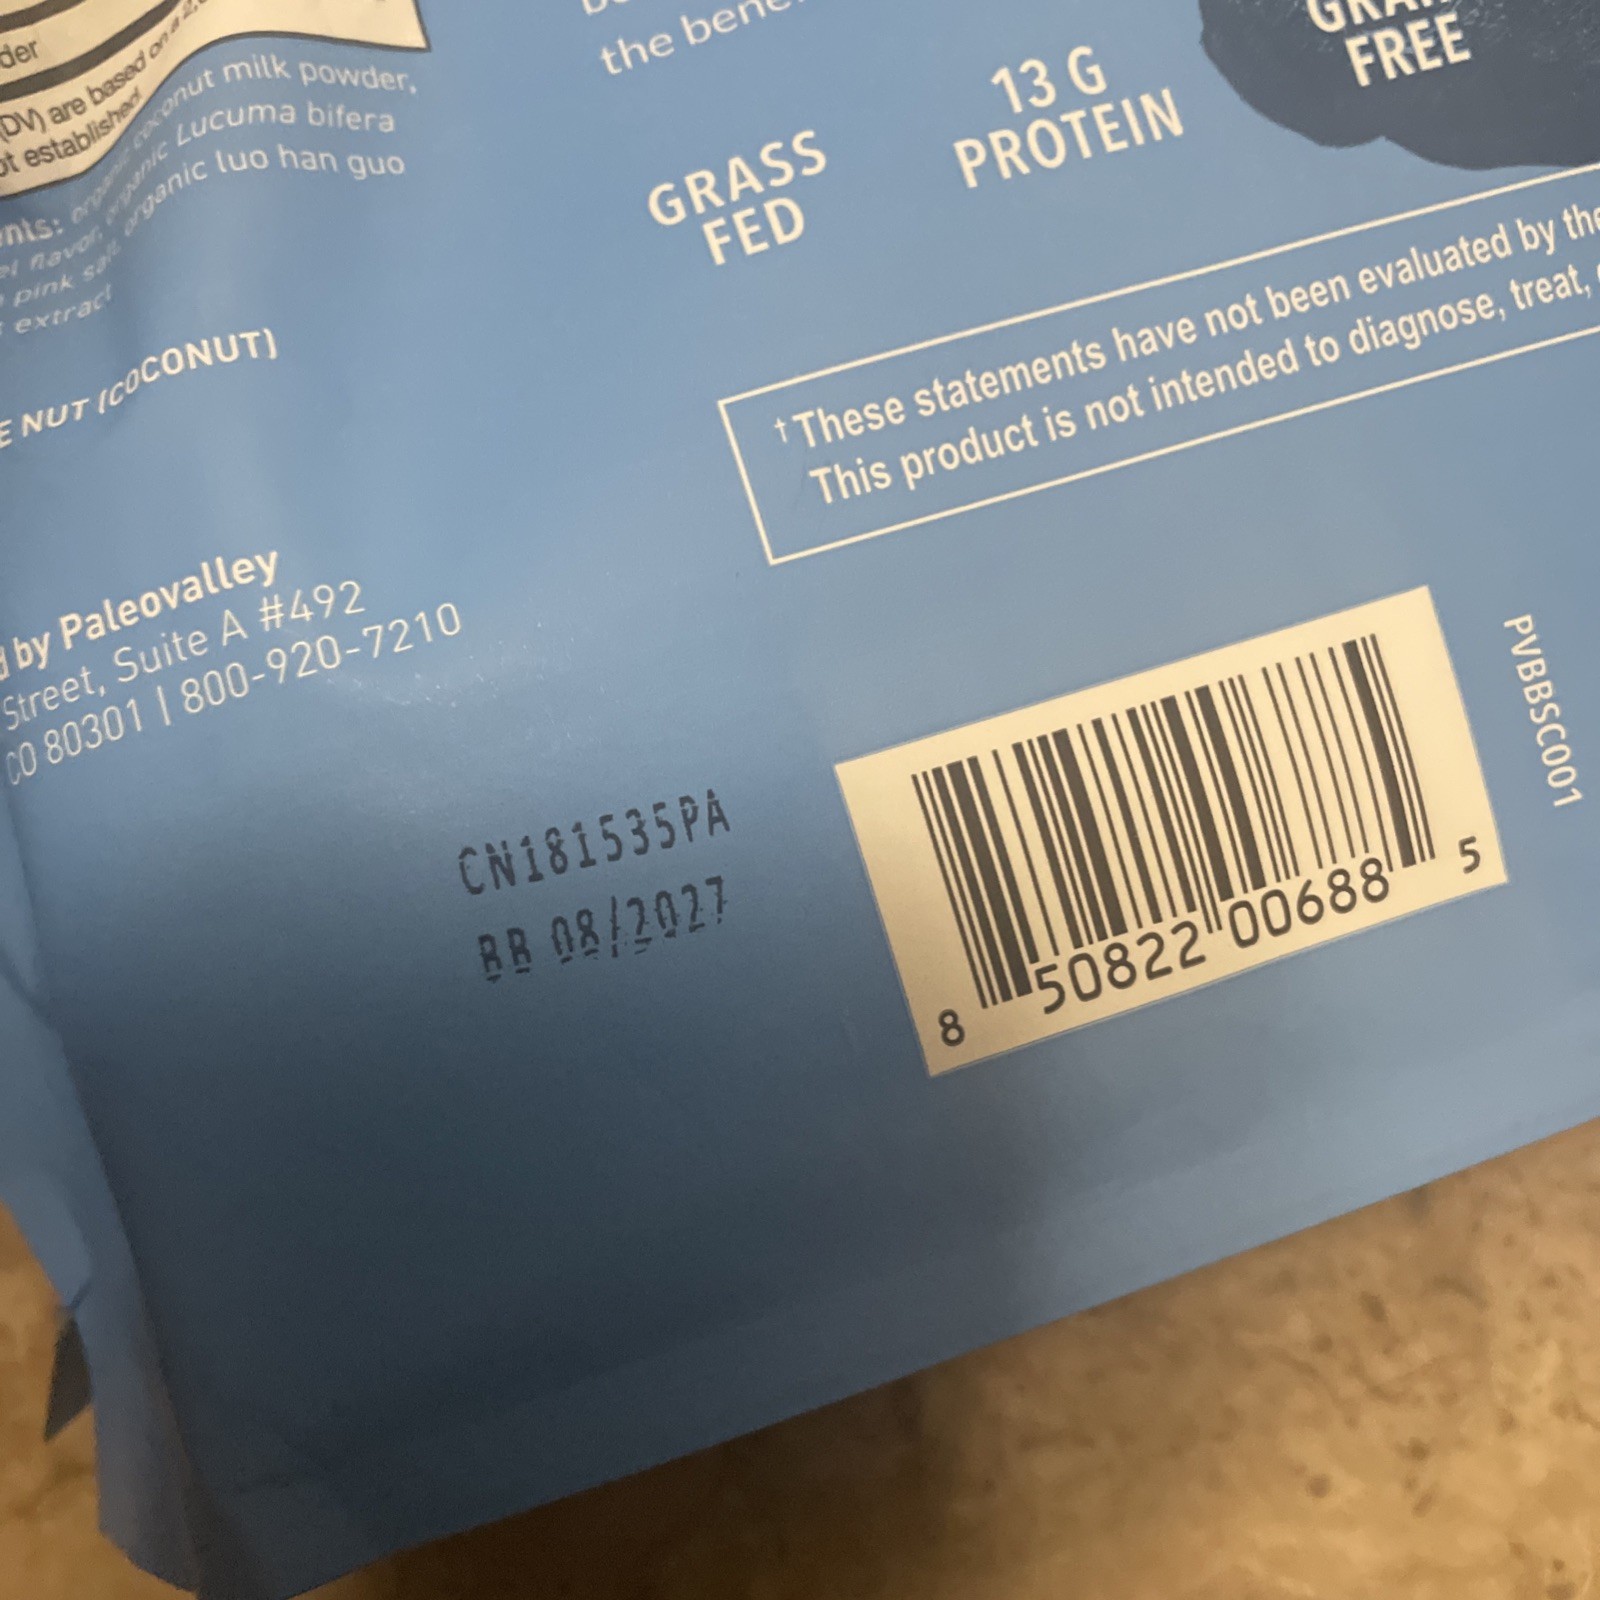 der
(DV) are based on a 2,
ot established
nts: organic coconut milk powder,
el flavor, organic Lucuma bifera
pink salt, organic luo han guo
extract
E NUT (COCONUT)
the bene
GRASS
FED
13 G
PROTEIN
GRAI
FREE
†These statements have not been evaluated by the
This product is not intended to diagnose, treat,
d by Paleovalley
Street, Suite A #492
CO 80301 | 800-920-7210
CN181535PA
BB 08/2027
8 50822 00688 5
PVBBSC001